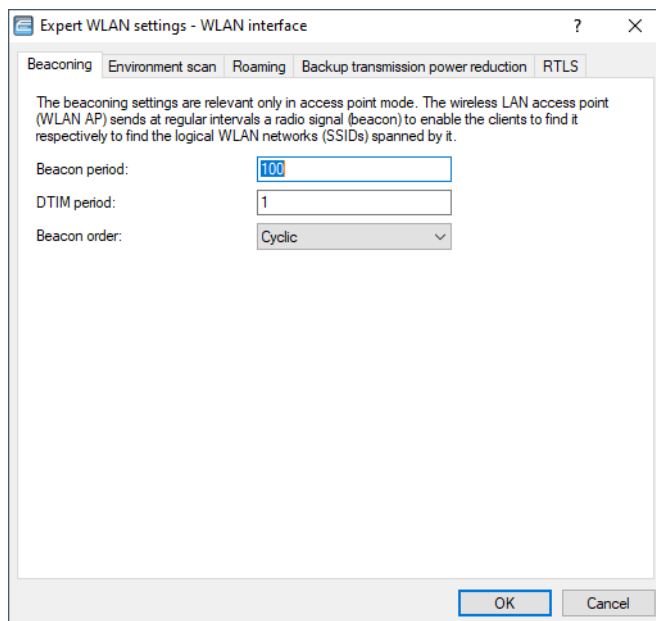 Expert WLAN settings - WLAN interface
?
Beaconing Environment scan Roaming Backup transmission power reduction RTLS
The beaconing settings are relevant only in access point mode. The wireless LAN access point
(WLAN AP) sends at regular intervals a radio signal (beacon) to enable the clients to find it
respectively to find the logical WLAN networks (SSIDs) spanned by it.
Beacon period: 100
DTIM period: 1
Beacon order: Cyclic
OK Cancel